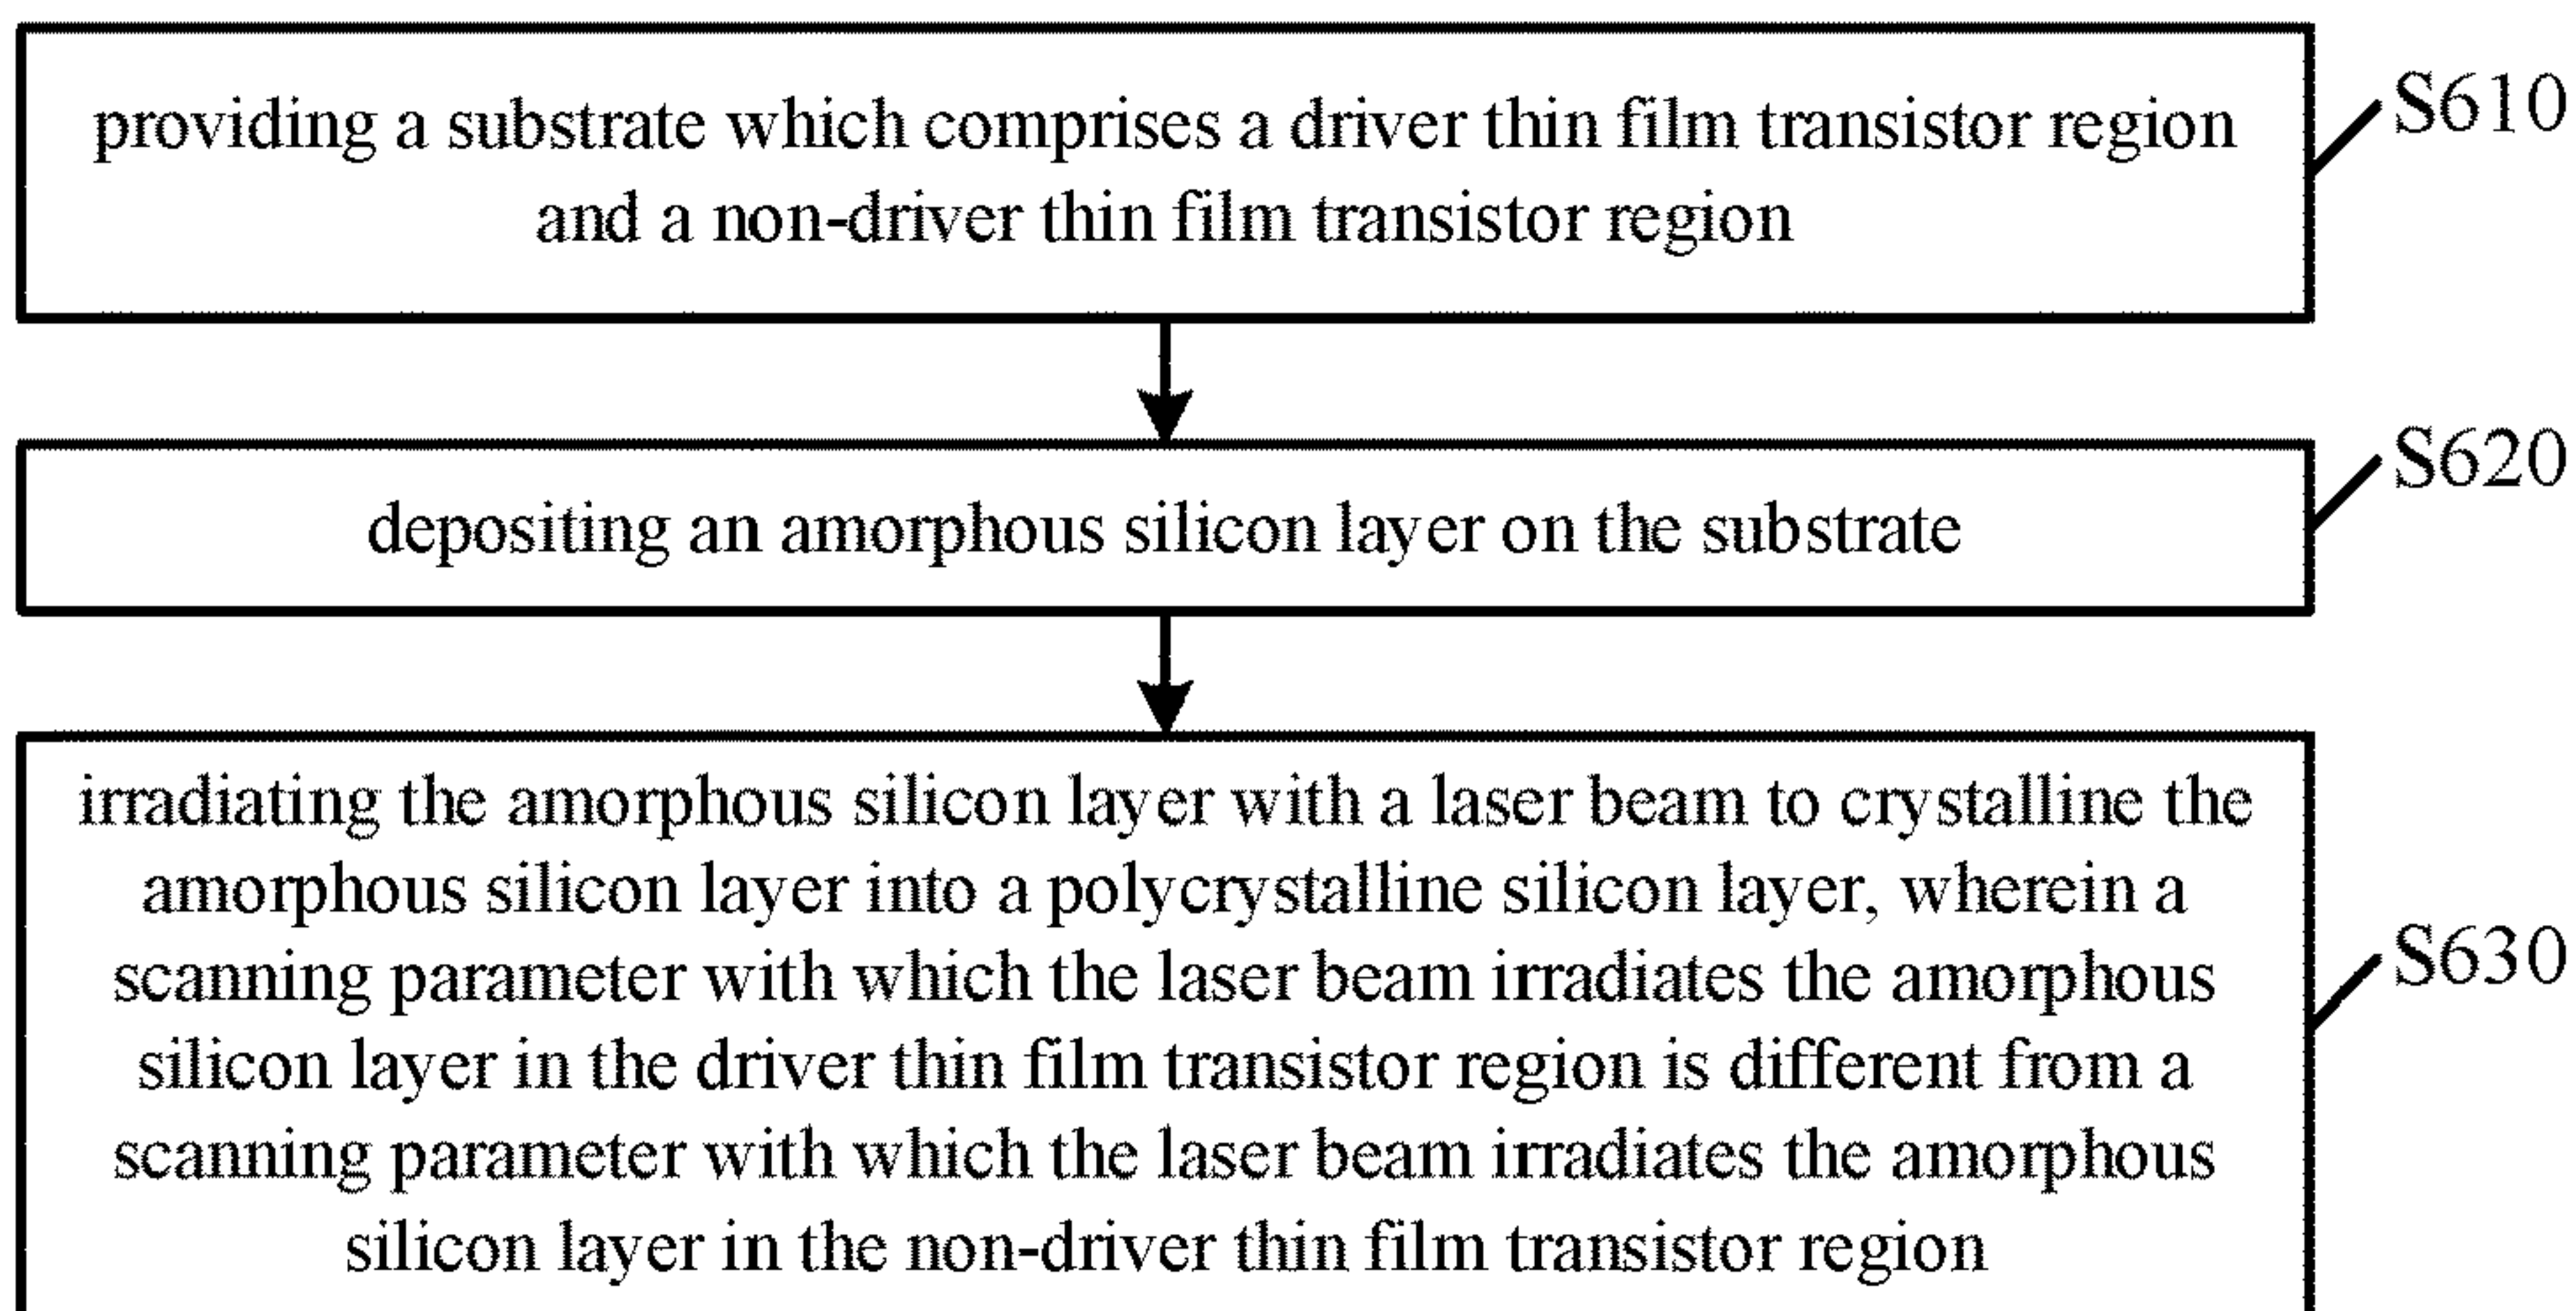 providing a substrate which comprises a driver thin film transistor region
and a non-driver thin film transistor region
S610
depositing an amorphous silicon layer on the substrate
S620
irradiating the amorphous silicon layer with a laser beam to crystalline the
amorphous silicon layer into a polycrystalline silicon layer, wherein a
scanning parameter with which the laser beam irradiates the amorphous
silicon layer in the driver thin film transistor region is different from a
scanning parameter with which the laser beam irradiates the amorphous
silicon layer in the non-driver thin film transistor region
S630